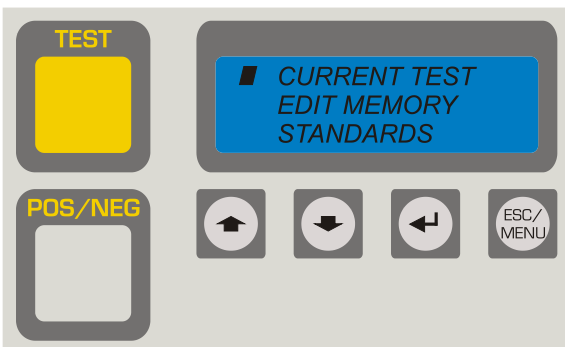 TEST
CURRENT TEST
EDIT MEMORY
STANDARDS
POS/NEG
ESC/
MENU